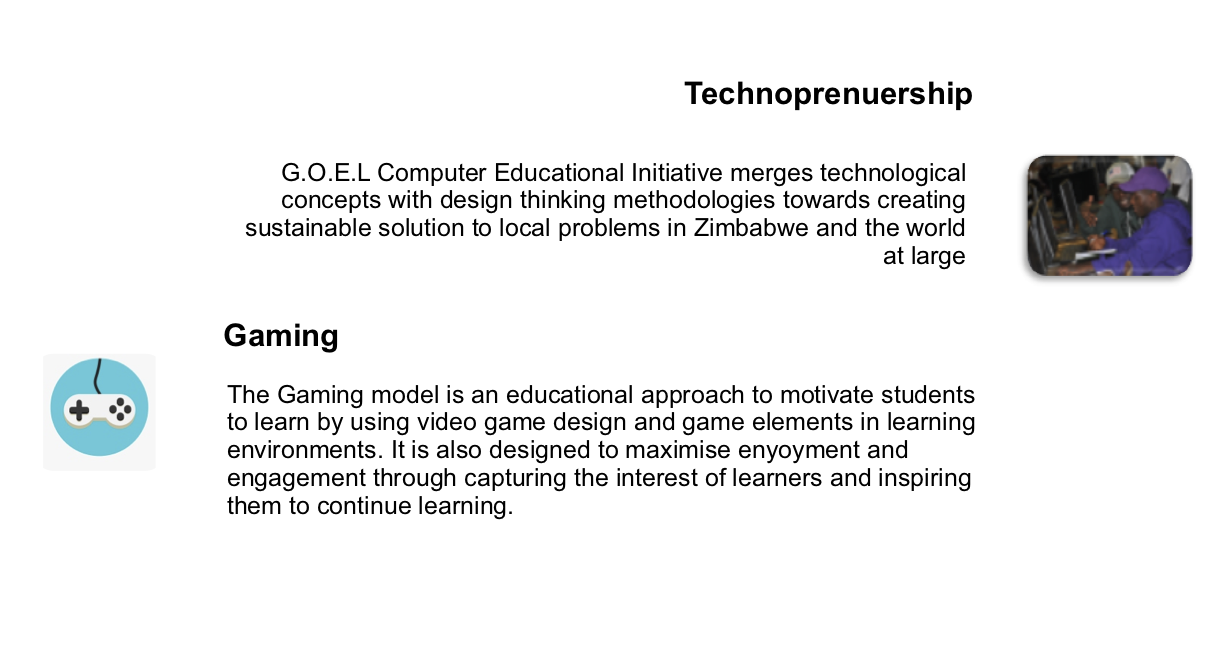 Technoprenuership
G.O.E.L Computer Educational Initiative merges technological
concepts with design thinking methodologies towards creating
sustainable solution to local problems in Zimbabwe and the world
at large
Gaming
The Gaming model is an educational approach to motivate students
to learn by using video game design and game elements in learning
environments. It is also designed to maximise enyoyment and
engagement through capturing the interest of learners and inspiring
them to continue learning.